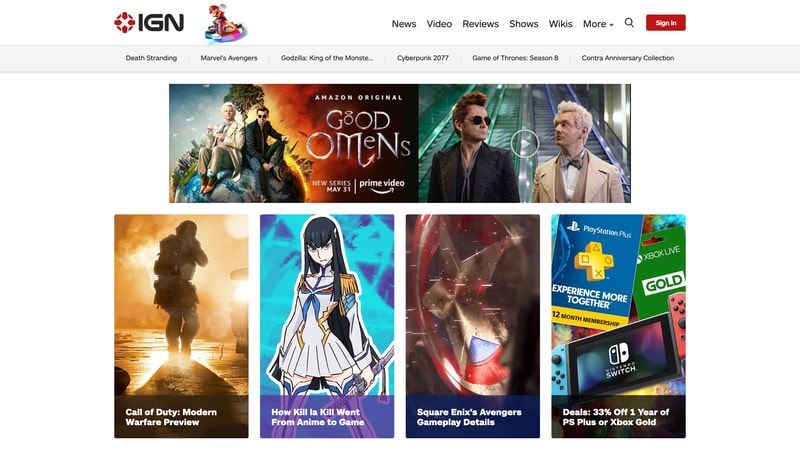 IGN
News Video Reviews Shows Wikis More Sign In
Death Stranding Marvel's Avengers Godzilla: King of the Monste... Cyberpunk 2077 Game of Thrones: Season 8 Contra Anniversary Collection
AMAZON ORIGINAL
GOOD
OMENS
NEW SERIES
MAY 31
prime video
PlayStation.Plus
EXPERIENCE MORE
TOGETHER
12 MONTH MEMBERSHIP
XBOX LIVE
GOLD
NINTENDO
SWITCH
Call of Duty: Modern
Warfare Preview
How Kill la Kill Went
From Anime to Game
Square Enix's Avengers
Gameplay Details
Deals: 33% Off 1 Year of
PS Plus or Xbox Gold